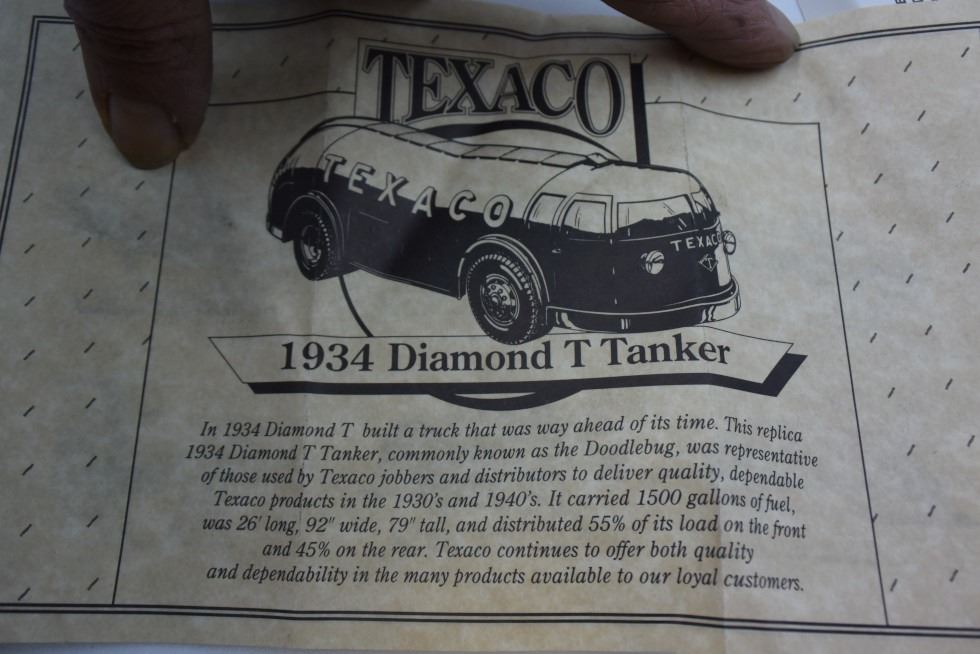 TEXACO
TEXACO
TEXACO
1934 Diamond T Tanker
In 1934 Diamond T built a truck that was way ahead of its time. This replica
1934 Diamond T Tanker, commonly known as the Doodlebug, was representative
of those used by Texaco jobbers and distributors to deliver quality, dependable
Texaco products in the 1930's and 1940's. It carried 1500 gallons of fuel,
was 26' long, 92" wide, 79" tall, and distributed 55% of its load on the front
and 45% on the rear. Texaco continues to offer both quality
and dependability in the many products available to our loyal customers.